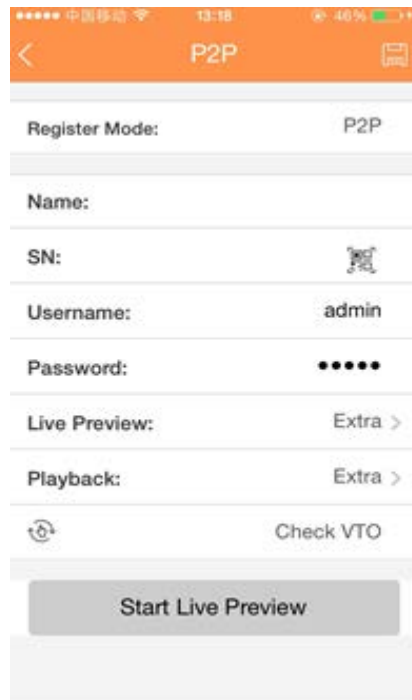 中国移动 13:18 46%
P2P
Register Mode: P2P
Name:
SN:
Username: admin
Password: •••••
Live Preview: Extra
Playback: Extra
Check VTO
Start Live Preview